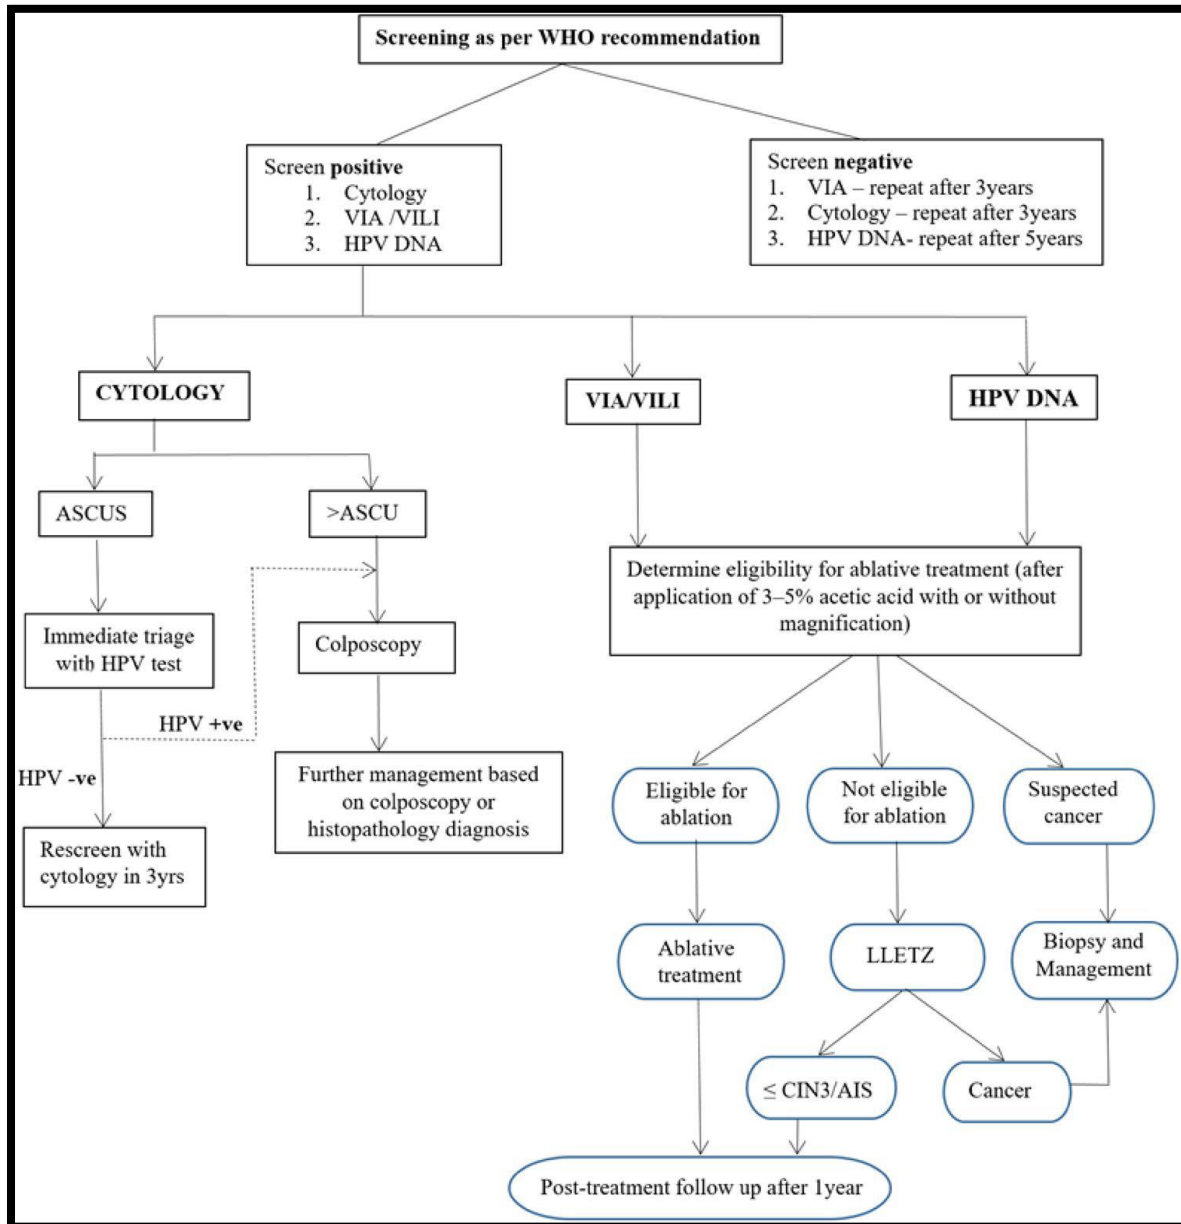 Screening as per WHO recommendation
Screen positive
1. Cytology
2. VIA /VILI
3. HPV DNA
Screen negative
1. VIA – repeat after 3years
2. Cytology – repeat after 3years
3. HPV DNA- repeat after 5years
CYTOLOGY
VIA/VILI
HPV DNA
ASCUS
>ASCU
Determine eligibility for ablative treatment (after
application of 3–5% acetic acid with or without
magnification)
Immediate triage
with HPV test
Colposcopy
HPV +ve
HPV -ve
Further management based
on colposcopy or
histopathology diagnosis
Rescreen with
cytology in 3yrs
Eligible for
ablation
Not eligible
for ablation
Suspected
cancer
Ablative
treatment
LLETZ
Biopsy and
Management
≤ CIN3/AIS
Cancer
Post-treatment follow up after 1year